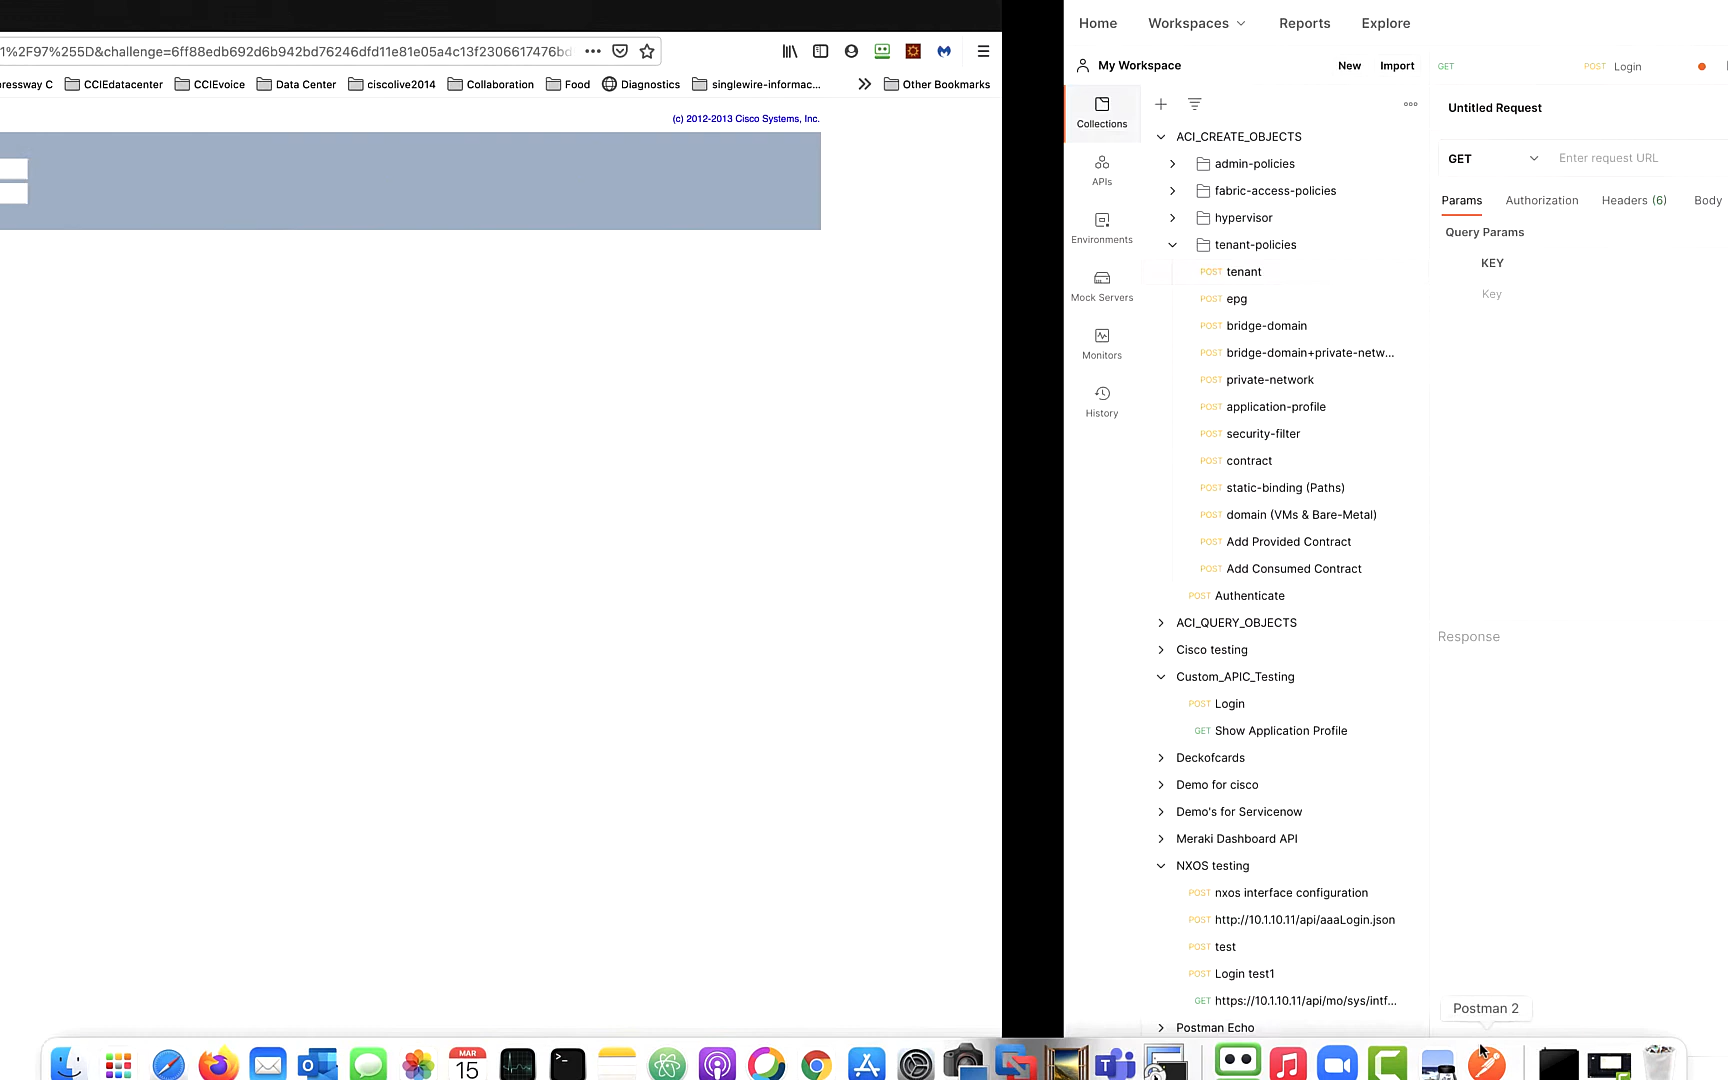 1%2F97%255D&challenge=6ff88edb692d6b942bd76246dfd11e81e05a4c13f2306617476bd
ressway C CCIEdatacenter CCIEvoice Data Center ciscolive2014 Collaboration Food Diagnostics singlewire-informac... Other Bookmarks
(c) 2012-2013 Cisco Systems, Inc.
Home Workspaces Reports Explore
My Workspace New Import GET POST Login
Untitled Request
Collections
APIs
Environments
Mock Servers
Monitors
History
ACI_CREATE_OBJECTS
admin-policies
fabric-access-policies
hypervisor
tenant-policies
POST tenant
POST epg
POST bridge-domain
POST bridge-domain+private-netw...
POST private-network
POST application-profile
POST security-filter
POST contract
POST static-binding (Paths)
POST domain (VMs & Bare-Metal)
POST Add Provided Contract
POST Add Consumed Contract
POST Authenticate
ACI_QUERY_OBJECTS
Cisco testing
Custom_APIC_Testing
POST Login
GET Show Application Profile
Deckofcards
Demo for cisco
Demo's for Servicenow
Meraki Dashboard API
NXOS testing
POST nxos interface configuration
POST http://10.1.10.11/api/aaaLogin.json
POST test
POST Login test1
GET https://10.1.10.11/api/mo/sys/intf...
Postman Echo
GET Enter request URL
Params Authorization Headers (6) Body
Query Params
KEY
Key
Response
Postman 2
MAR
15